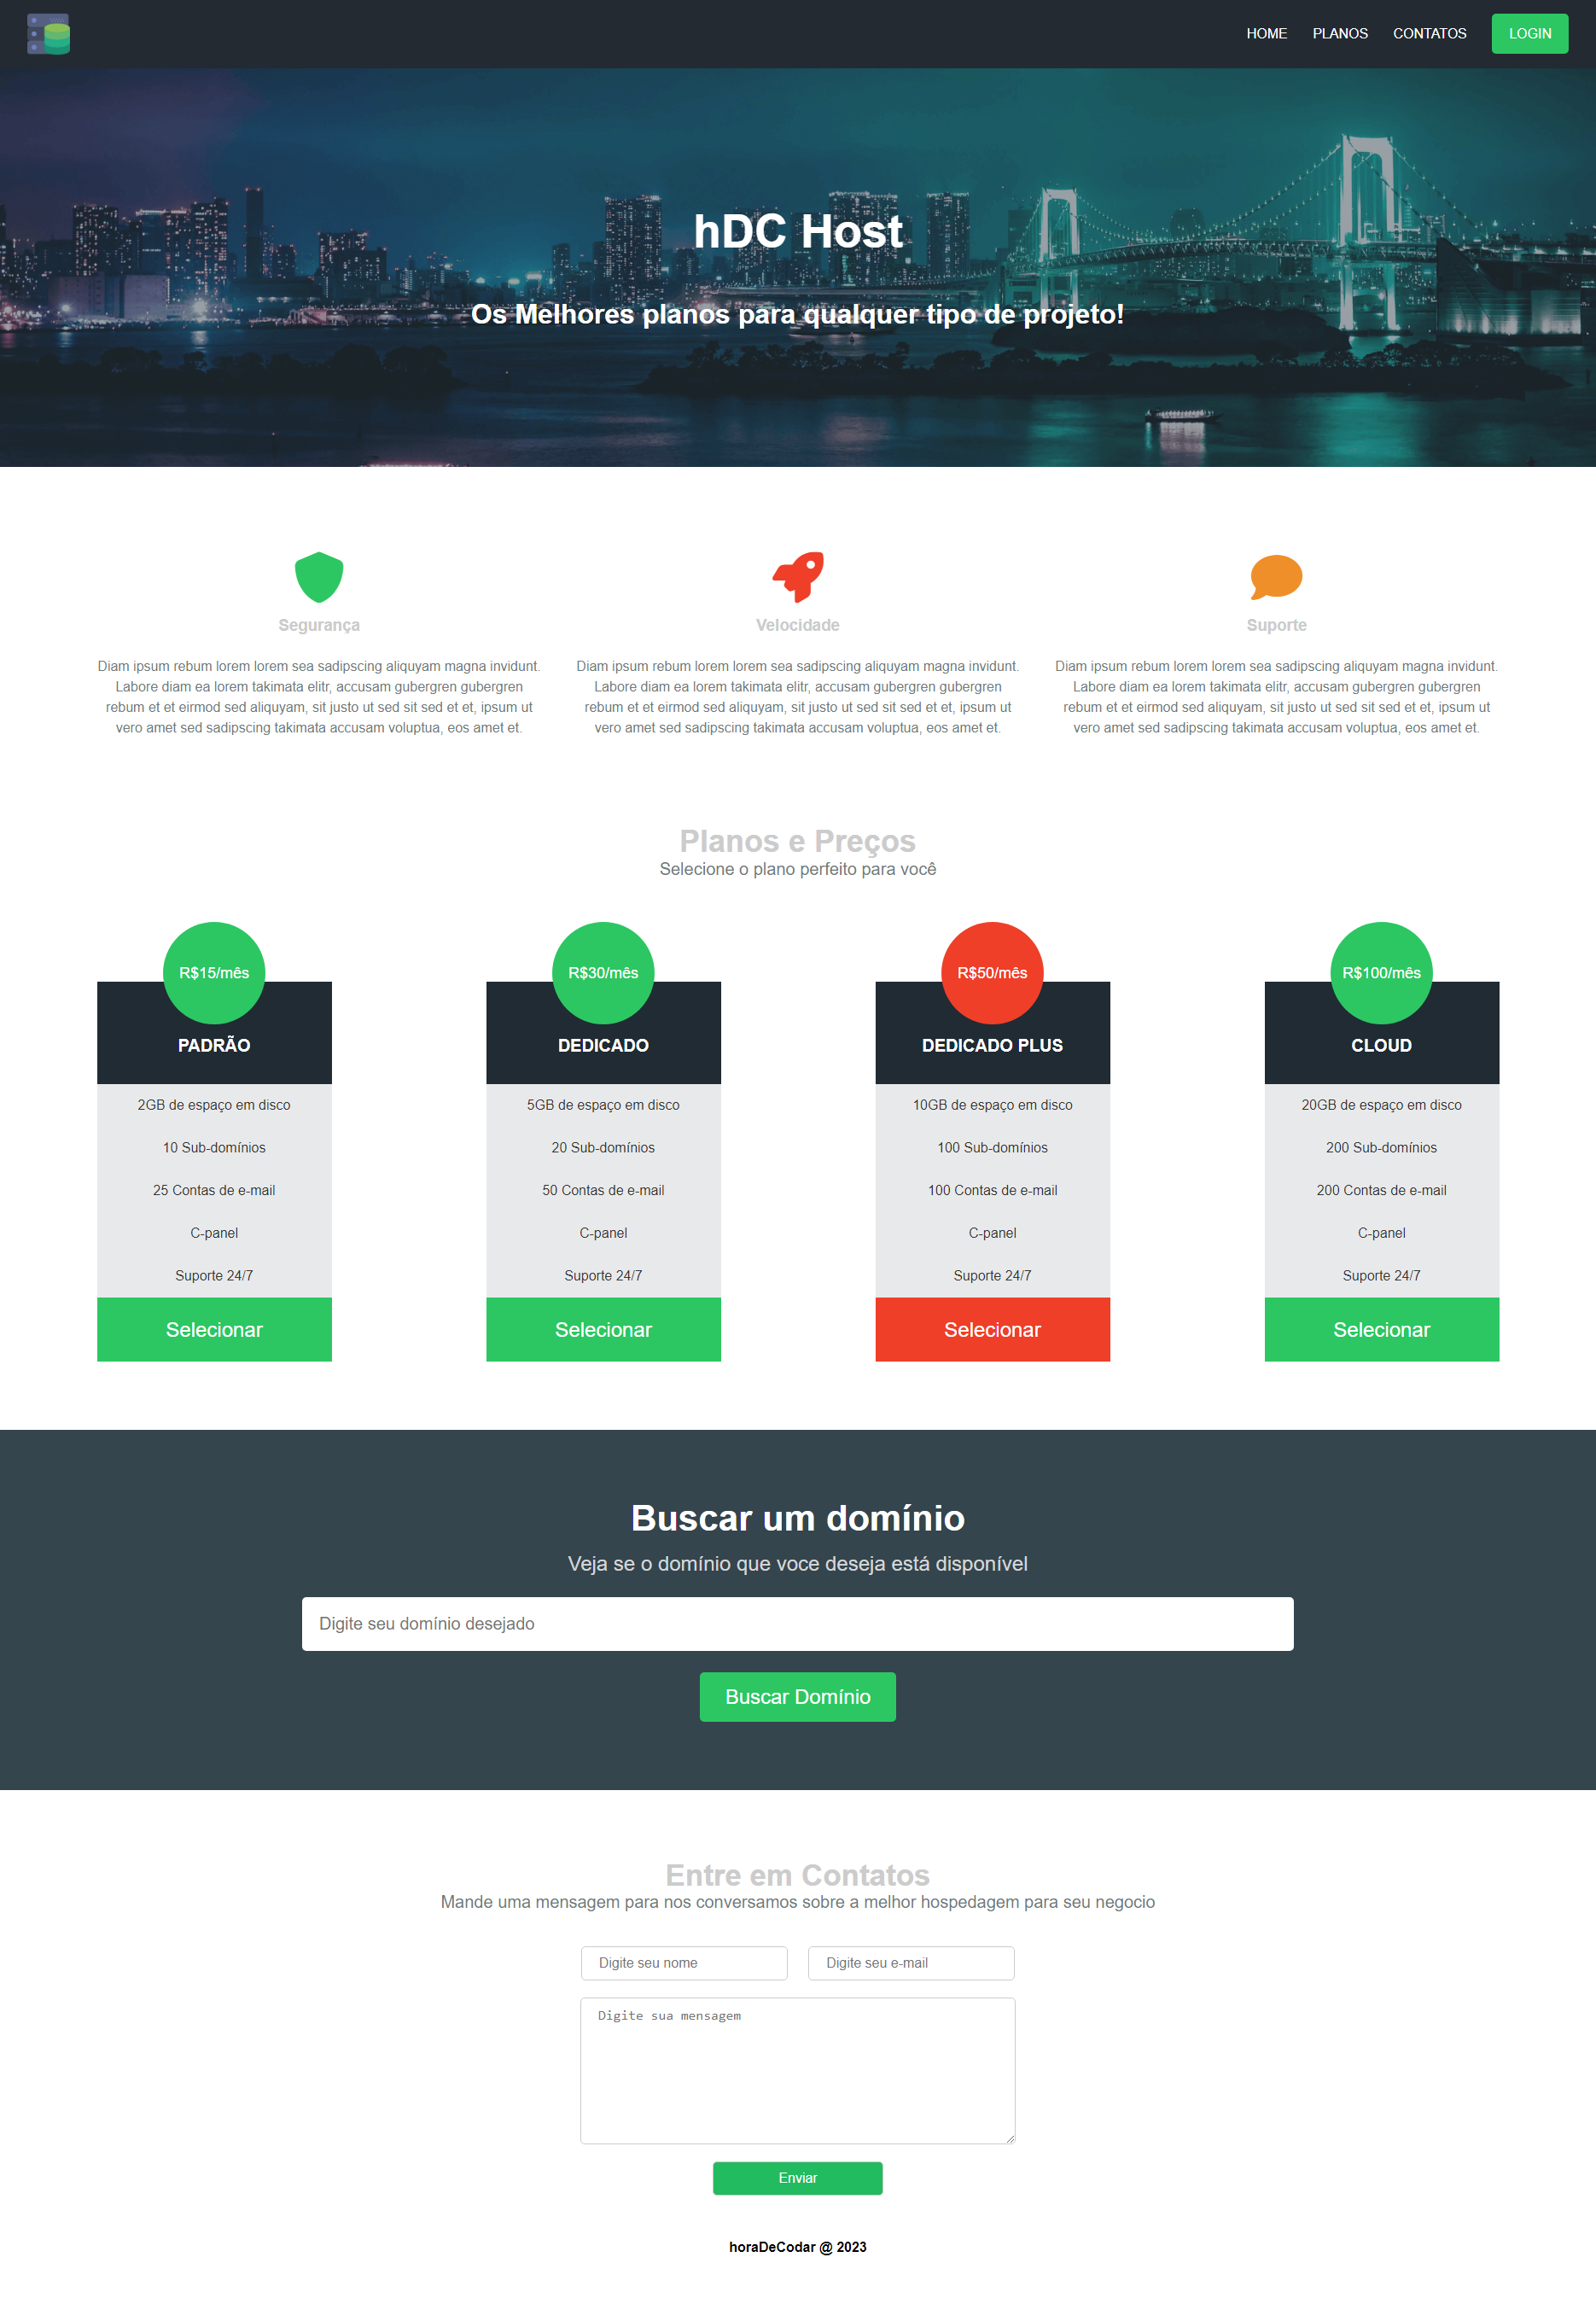 HOME PLANOS CONTATOS LOGIN
hDC Host
Os Melhores planos para qualquer tipo de projeto!
Segurança
Diam ipsum rebum lorem lorem sea sadipscing aliquyam magna invidunt.
Labore diam ea lorem takimata elitr, accusam gubergren gubergren
rebum et et eirmod sed aliquyam, sit justo ut sed sit sed et et, ipsum ut
vero amet sed sadipscing takimata accusam voluptua, eos amet et.
Velocidade
Diam ipsum rebum lorem lorem sea sadipscing aliquyam magna invidunt.
Labore diam ea lorem takimata elitr, accusam gubergren gubergren
rebum et et eirmod sed aliquyam, sit justo ut sed sit sed et et, ipsum ut
vero amet sed sadipscing takimata accusam voluptua, eos amet et.
Suporte
Diam ipsum rebum lorem lorem sea sadipscing aliquyam magna invidunt.
Labore diam ea lorem takimata elitr, accusam gubergren gubergren
rebum et et eirmod sed aliquyam, sit justo ut sed sit sed et et, ipsum ut
vero amet sed sadipscing takimata accusam voluptua, eos amet et.
Planos e Preços
Selecione o plano perfeito para você
R$15/mês
PADRÃO
2GB de espaço em disco
10 Sub-domínios
25 Contas de e-mail
C-panel
Suporte 24/7
Selecionar
R$30/mês
DEDICADO
5GB de espaço em disco
20 Sub-domínios
50 Contas de e-mail
C-panel
Suporte 24/7
Selecionar
R$50/mês
DEDICADO PLUS
10GB de espaço em disco
100 Sub-domínios
100 Contas de e-mail
C-panel
Suporte 24/7
Selecionar
R$100/mês
CLOUD
20GB de espaço em disco
200 Sub-domínios
200 Contas de e-mail
C-panel
Suporte 24/7
Selecionar
Buscar um domínio
Veja se o domínio que voce deseja está disponível
Digite seu domínio desejado
Buscar Domínio
Entre em Contatos
Mande uma mensagem para nos conversamos sobre a melhor hospedagem para seu negocio
Digite seu nome
Digite seu e-mail
Digite sua mensagem
Enviar
horaDeCodar @ 2023